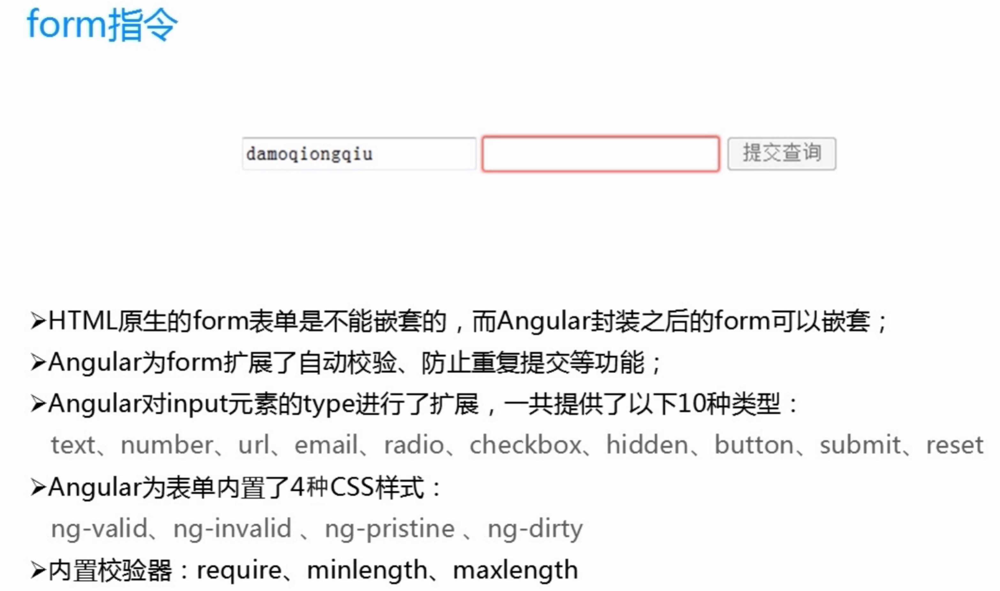 form指令
damoqiongqiu 提交查询
➢HTML原生的form表单是不能嵌套的，而Angular封装之后的form可以嵌套；
➢Angular为form扩展了自动校验、防止重复提交等功能；
➢Angular对input元素的type进行了扩展，一共提供了以下10种类型：
text、number、url、email、radio、checkbox、hidden、button、submit、reset
➢Angular为表单内置了4种CSS样式：
ng-valid、ng-invalid 、ng-pristine 、ng-dirty
➢内置校验器：require、minlength、maxlength